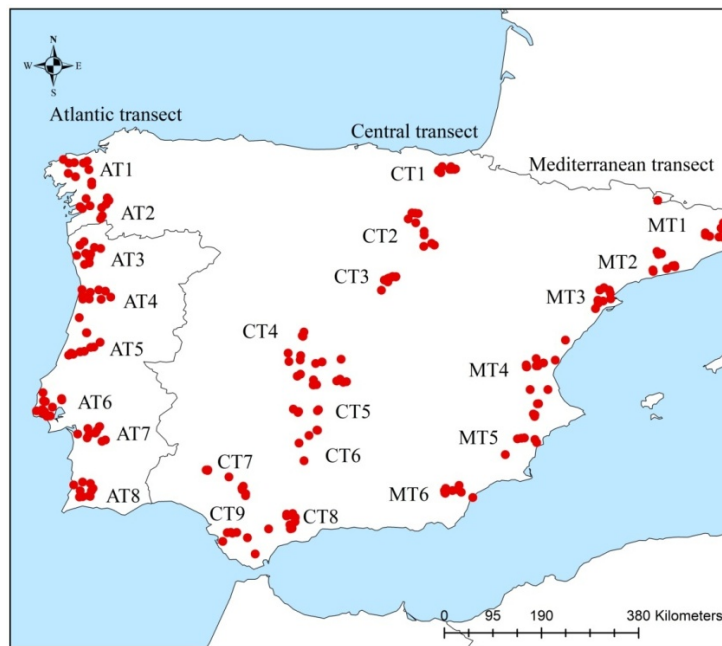 N
W E
S
Atlantic transect
Central transect
Mediterranean transect
AT1
CT1
AT2
MT1
CT2
AT3
MT2
CT3
AT4
MT3
CT4
AT5
MT4
AT6
CT5
AT7
MT5
CT6
CT7
AT8
MT6
CT9
CT8
0 95 190 380 Kilometers